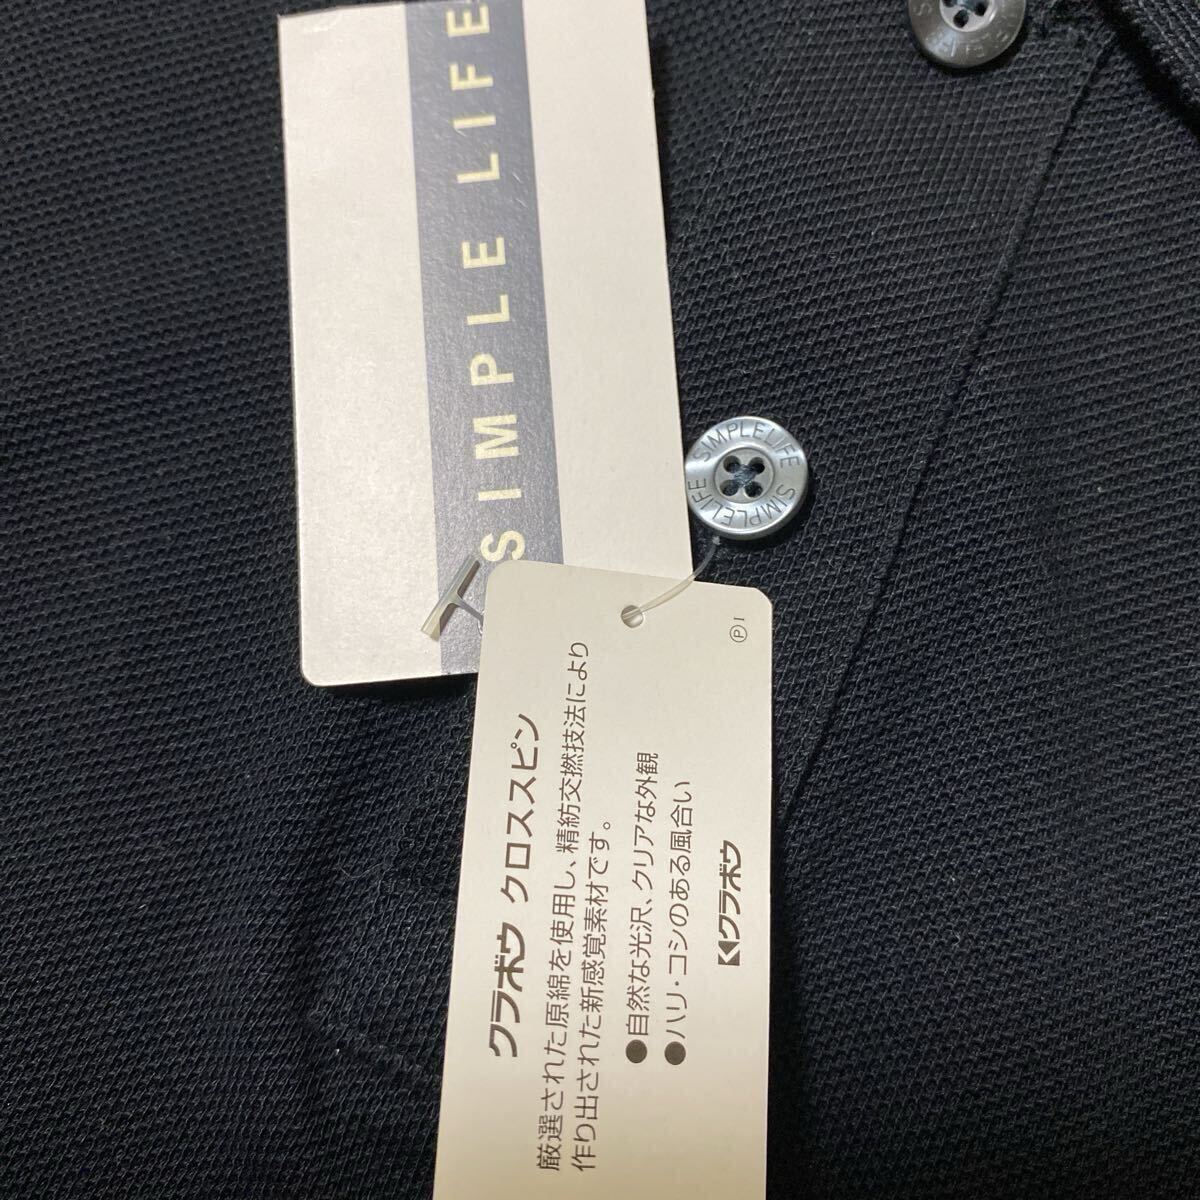 SIMPLE LIFE
SIMPLELIFE SIMPLELIFE
Ⓟ1
クラボウ クロススピン
厳選された原綿を使用し、精紡交撚技法により
作り出された新感覚素材です。
●自然な光沢、クリアな外観
●ハリ・コシのある風合い
クラボウ